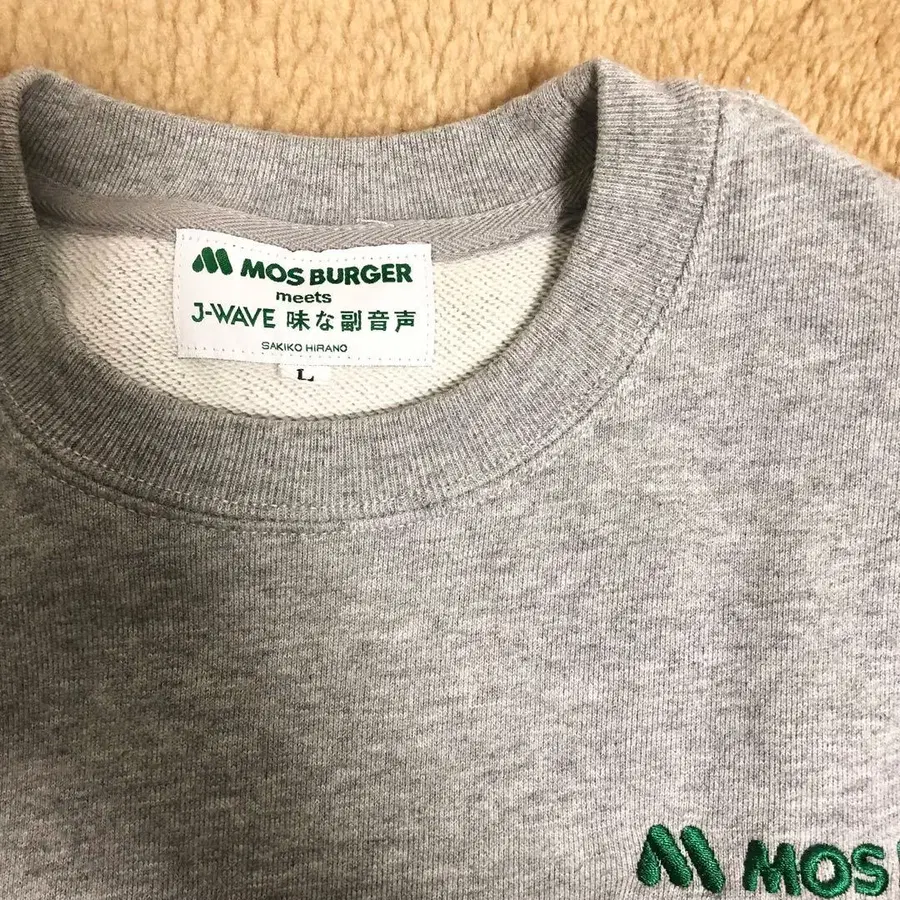 MOS BURGER
meets
J-WAVE 味な副音声
SAKIKO HIRANO
L
MOS